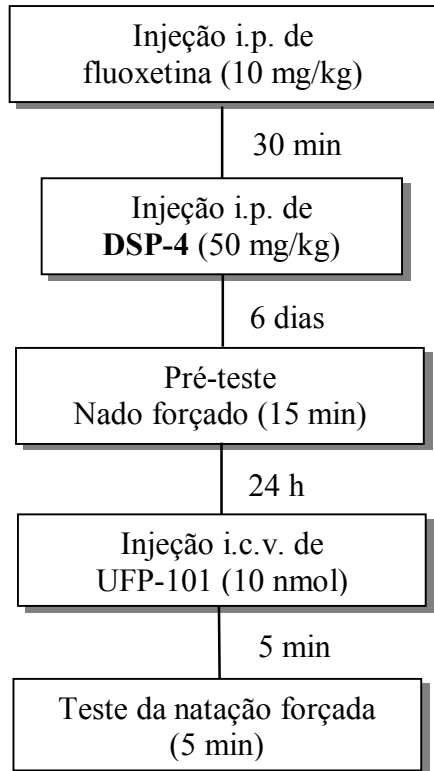 Injeção i.p. de
fluoxetina (10 mg/kg)
30 min
Injeção i.p. de
DSP-4 (50 mg/kg)
6 dias
Pré-teste
Nado forçado (15 min)
24 h
Injeção i.c.v. de
UFP-101 (10 nmol)
5 min
Teste da natação forçada
(5 min)